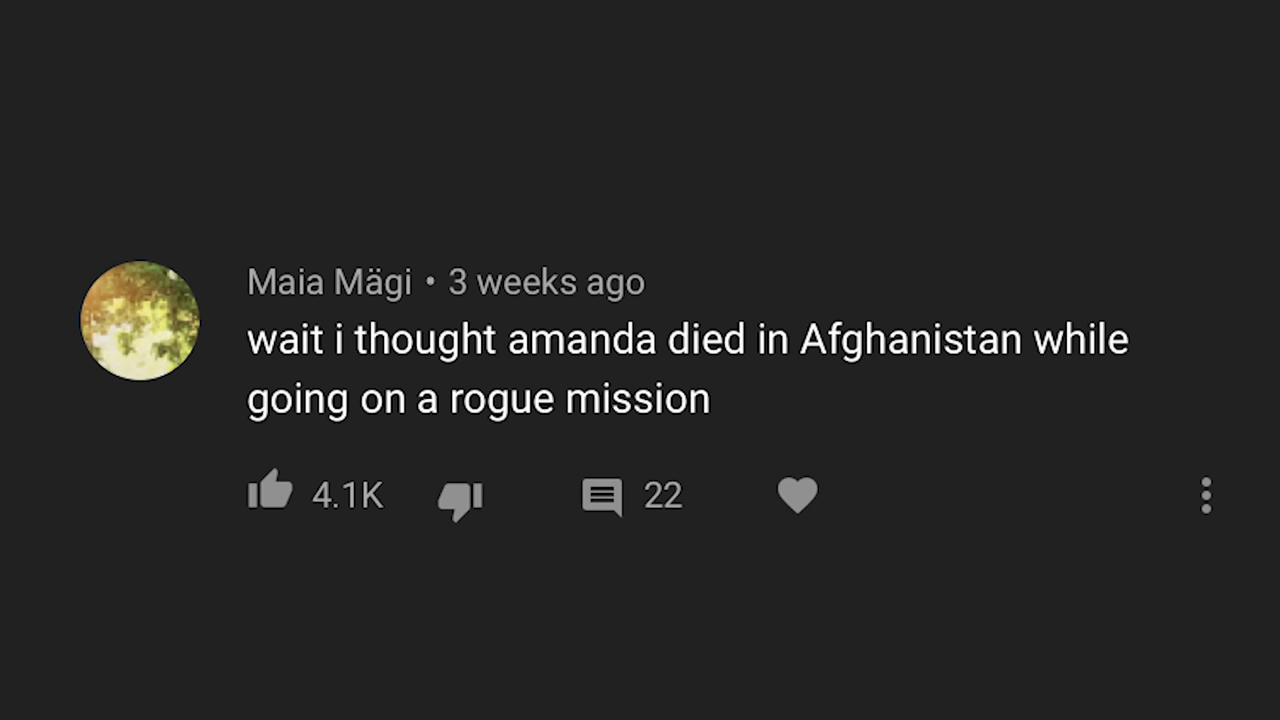 Maia Mägi • 3 weeks ago
wait i thought amanda died in Afghanistan while
going on a rogue mission
4.1K 22